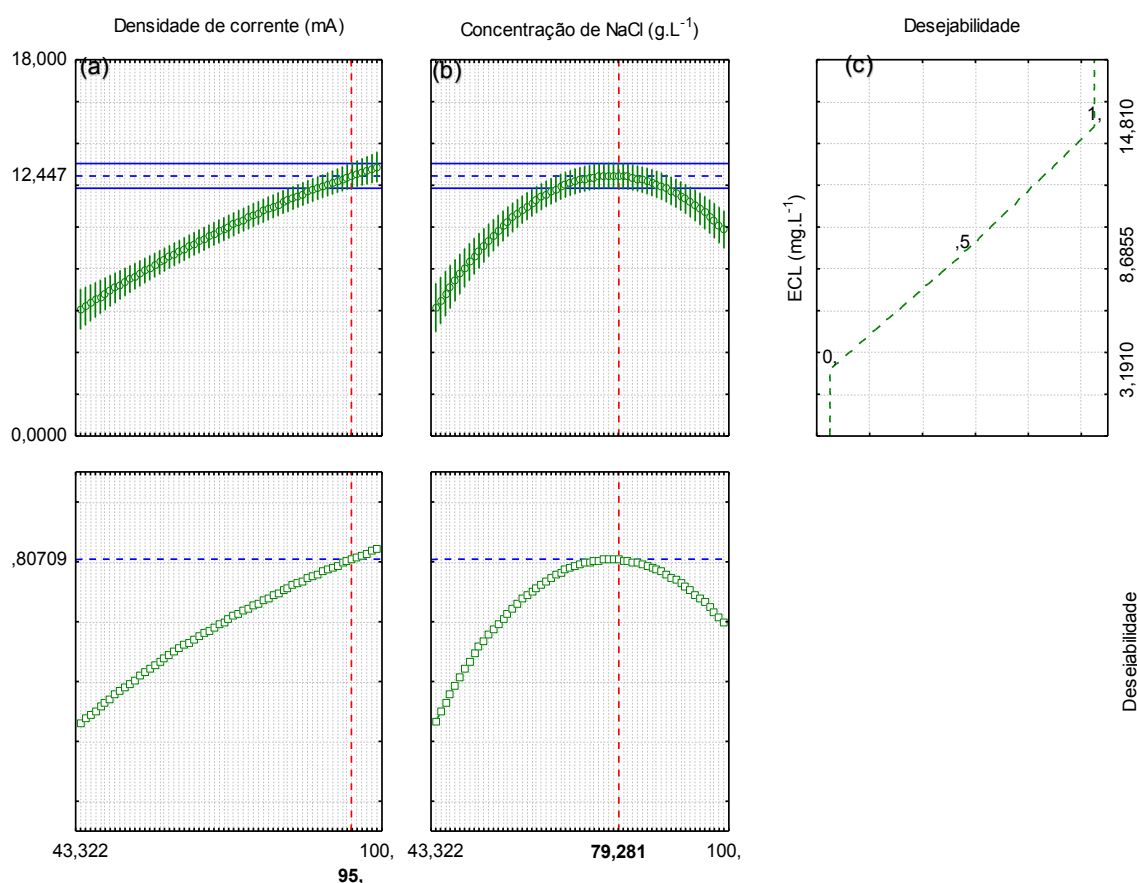 Densidade de corrente (mA)
Concentração de NaCl (g.L-1)
Desejabilidade
18,000
(a)
(b)
(c)
12,447
0,0000
1,
,5
0,
ECL (mg.L-1)
14,810
8,6855
3,1910
,80709
Desejabilidade
43,322
100,
95,
43,322
79,281
100,